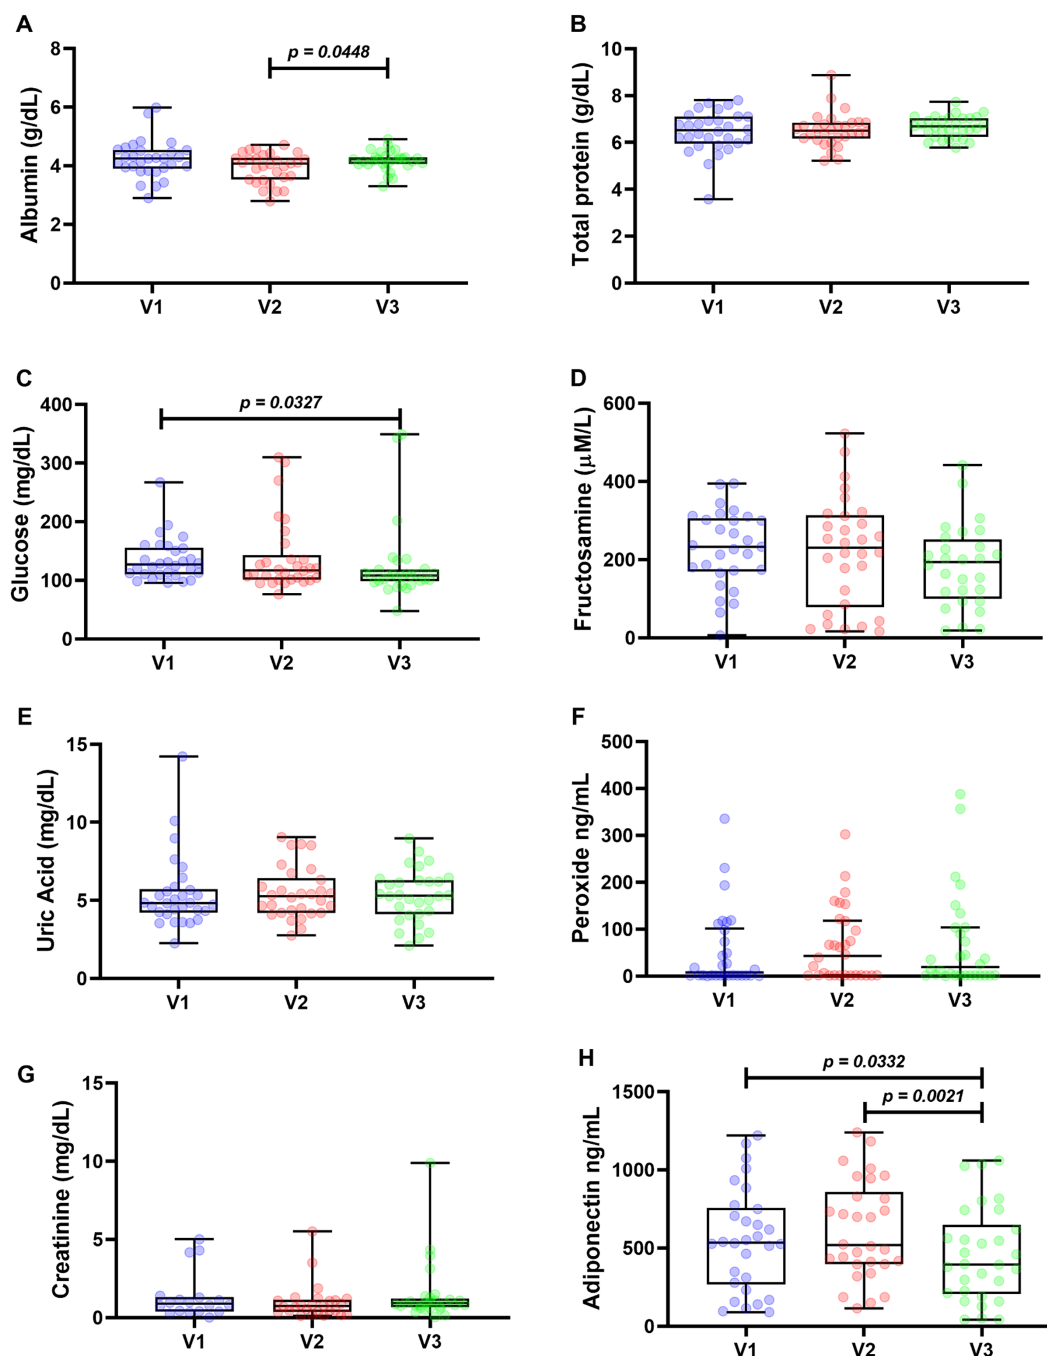 A
Albumin (g/dL)
8
6
4
2
0
p = 0.0448
V1 V2 V3
B
Total protein (g/dL)
10
8
6
4
2
0
V1 V2 V3
C
Glucose (mg/dL)
400
300
200
100
0
p = 0.0327
V1 V2 V3
D
Fructosamine (μM/L)
600
400
200
0
V1 V2 V3
E
Uric Acid (mg/dL)
15
10
5
0
V1 V2 V3
F
Peroxide ng/mL
500
400
300
200
100
0
V1 V2 V3
G
Creatinine (mg/dL)
15
10
5
0
V1 V2 V3
H
Adiponectin ng/mL
1500
1000
500
0
p = 0.0332
p = 0.0021
V1 V2 V3